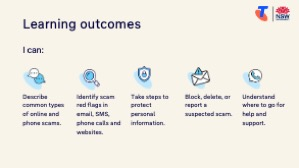 Learning outcomes
NSW
I can:
Describe
common types
of online and
phone scams.
Identify scam
red flags in
email, SMS,
phone calls and
websites.
Take steps to
protect
personal
information.
Block, delete, or
report a
suspected scam.
Understand
where to go for
help and
support.